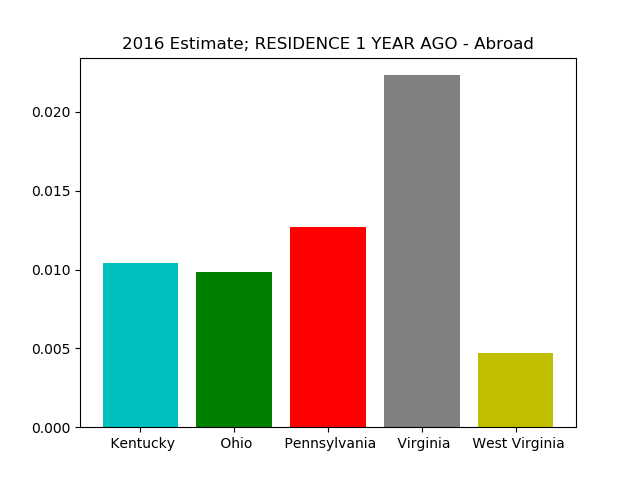 2016 Estimate; RESIDENCE 1 YEAR AGO - Abroad
0.020
0.015
0.010
0.005
0.000
Kentucky Ohio Pennsylvania Virginia West Virginia